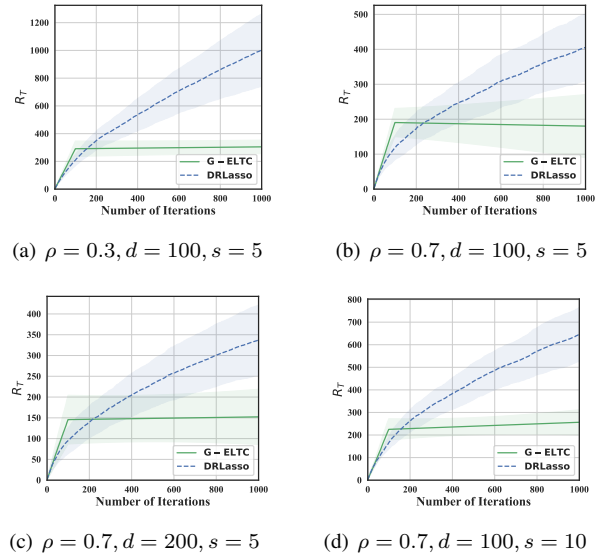 1200
1000
800
600
400
200
0
R_T
G − ELTC
DRLasso
0 200 400 600 800 1000
Number of Iterations
(a) ρ = 0.3, d = 100, s = 5
500
400
300
200
100
0
R_T
G − ELTC
DRLasso
0 200 400 600 800 1000
Number of Iterations
(b) ρ = 0.7, d = 100, s = 5
400
350
300
250
200
150
100
50
0
R_T
G − ELTC
DRLasso
0 200 400 600 800 1000
Number of Iterations
(c) ρ = 0.7, d = 200, s = 5
800
700
600
500
400
300
200
100
0
R_T
G − ELTC
DRLasso
0 200 400 600 800 1000
Number of Iterations
(d) ρ = 0.7, d = 100, s = 10